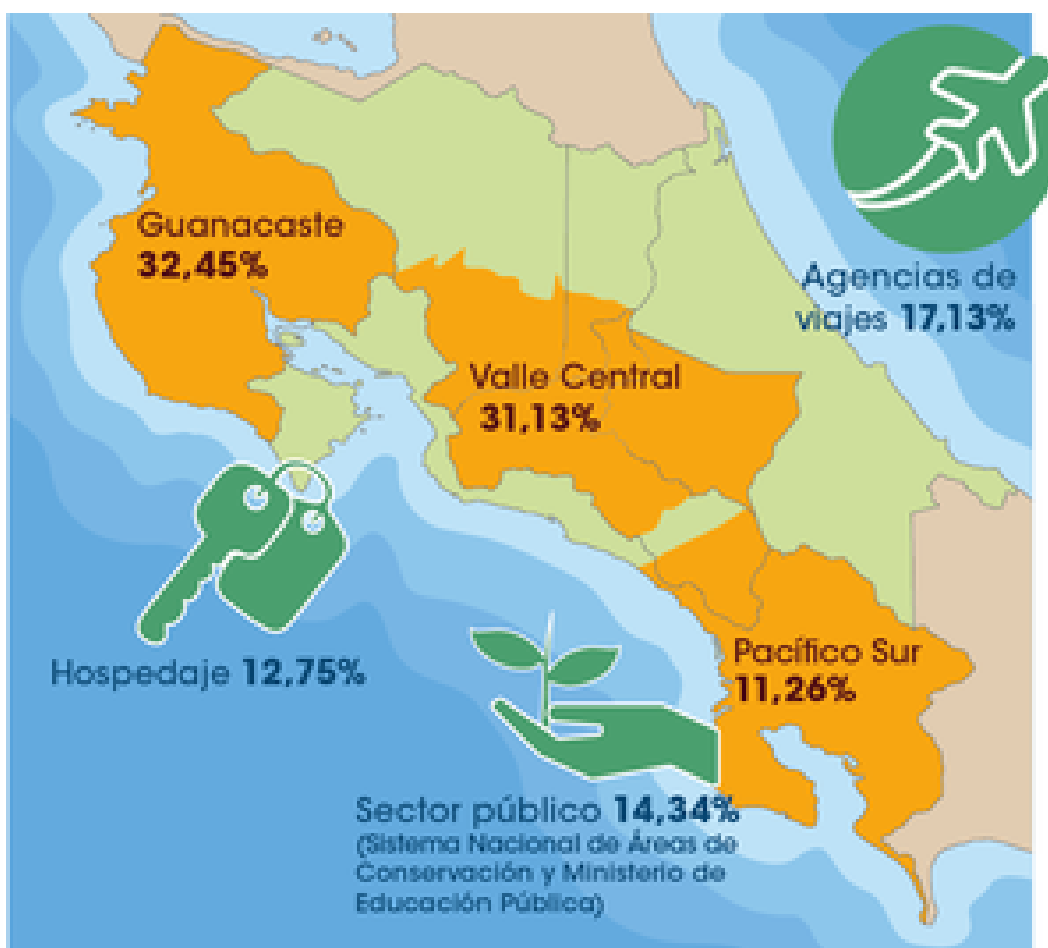 Guanacaste
32,45%
Agencias de
viajes 17,13%
Valle Central
31,13%
Hospedaje 12,75%
Pacífico Sur
11,26%
Sector público 14,34%
(Sistema Nacional de Áreas de
Conservación y Ministerio de
Educación Pública)